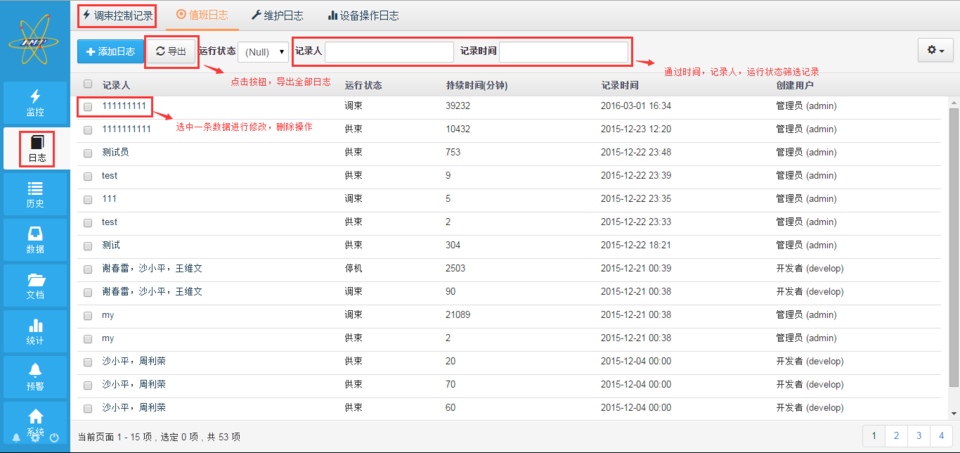 调束控制记录 值班日志 维护日志 设备操作日志
添加日志 导出 运行状态 (Null) 记录人 记录时间
通过时间，记录人，运行状态筛选记录
点击按钮，导出全部日志
记录人 运行状态 持续时间(分钟) 记录时间 创建用户
111111111 调束 39232 2016-03-01 16:34 管理员 (admin)
选中一条数据进行修改，删除操作
1111111111 供束 10432 2015-12-23 12:20 管理员 (admin)
测试员 供束 753 2015-12-22 23:48 管理员 (admin)
test 供束 9 2015-12-22 23:39 管理员 (admin)
111 调束 5 2015-12-22 23:35 管理员 (admin)
test 供束 2 2015-12-22 23:33 管理员 (admin)
测试 供束 304 2015-12-22 18:21 管理员 (admin)
谢春雷，沙小平，王维文 停机 2503 2015-12-21 00:39 开发者 (develop)
谢春雷，沙小平，王维文 调束 90 2015-12-21 00:38 开发者 (develop)
my 调束 21089 2015-12-21 00:38 管理员 (admin)
my 供束 2 2015-12-21 00:38 管理员 (admin)
沙小平，周利荣 供束 20 2015-12-04 00:00 开发者 (develop)
沙小平，周利荣 供束 70 2015-12-04 00:00 开发者 (develop)
沙小平，周利荣 供束 60 2015-12-04 00:00 开发者 (develop)
当前页面 1 - 15 项，选定 0 项，共 53 项
1 2 3 4
监控
日志
历史
数据
文档
统计
预警
系统